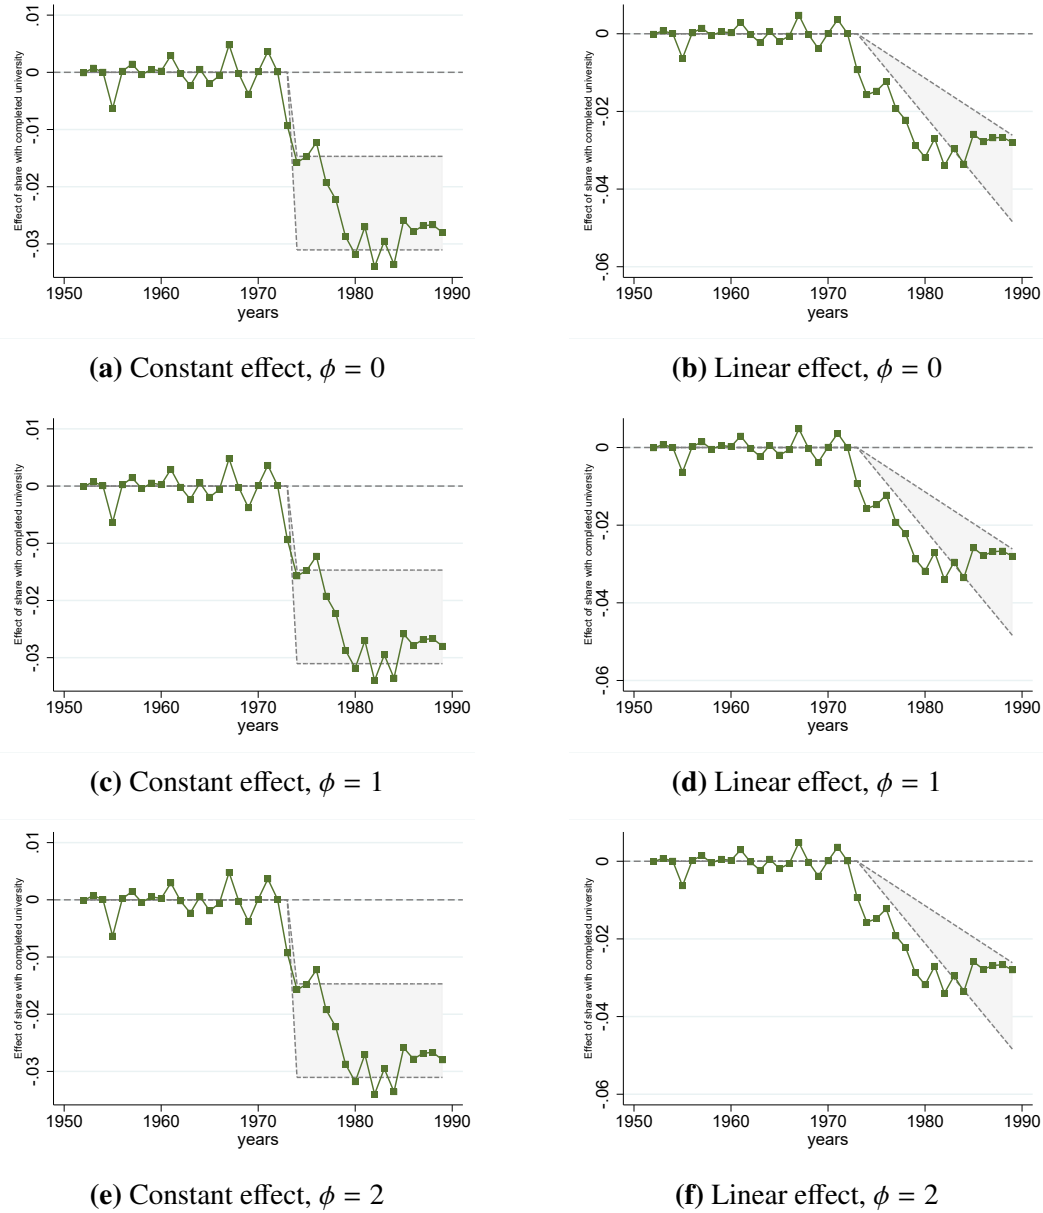 Effect of share with completed university
.01
0
-.01
-.02
-.03
1950 1960 1970 1980 1990
years
(a) Constant effect, ϕ = 0
Effect of share with completed university
0
-.02
-.04
-.06
1950 1960 1970 1980 1990
years
(b) Linear effect, ϕ = 0
Effect of share with completed university
.01
0
-.01
-.02
-.03
1950 1960 1970 1980 1990
years
(c) Constant effect, ϕ = 1
Effect of share with completed university
0
-.02
-.04
-.06
1950 1960 1970 1980 1990
years
(d) Linear effect, ϕ = 1
Effect of share with completed university
.01
0
-.01
-.02
-.03
1950 1960 1970 1980 1990
years
(e) Constant effect, ϕ = 2
Effect of share with completed university
0
-.02
-.04
-.06
1950 1960 1970 1980 1990
years
(f) Linear effect, ϕ = 2